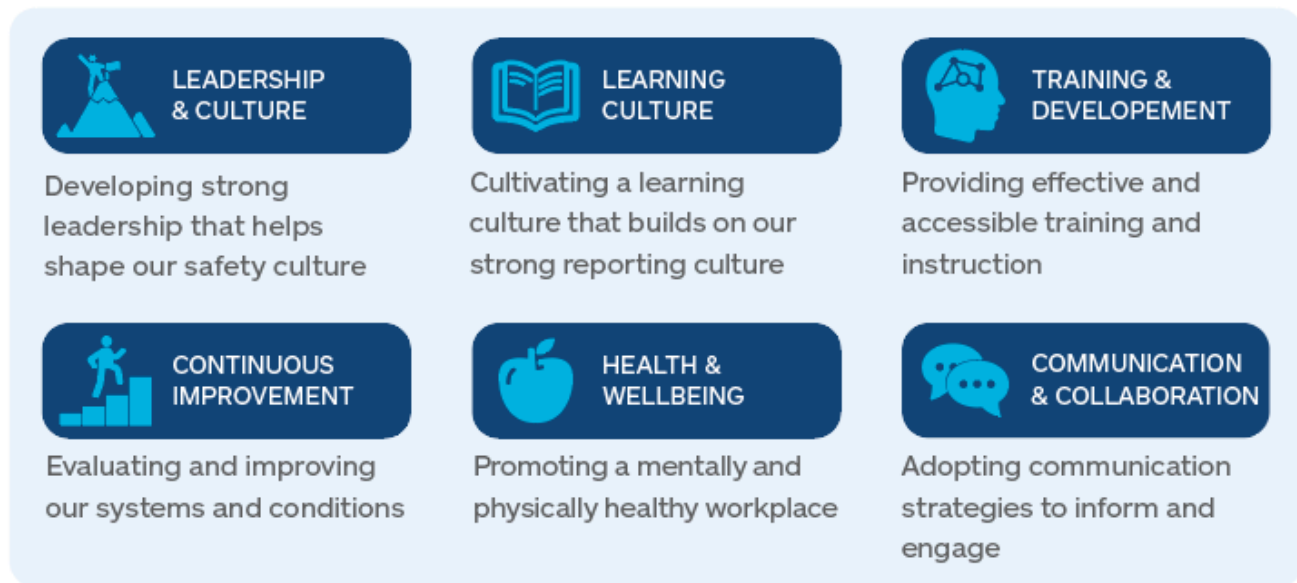 LEADERSHIP
& CULTURE
Developing strong
leadership that helps
shape our safety culture
LEARNING
CULTURE
Cultivating a learning
culture that builds on our
strong reporting culture
TRAINING &
DEVELOPEMENT
Providing effective and
accessible training and
instruction
CONTINUOUS
IMPROVEMENT
Evaluating and improving
our systems and conditions
HEALTH &
WELLBEING
Promoting a mentally and
physically healthy workplace
COMMUNICATION
& COLLABORATION
Adopting communication
strategies to inform and
engage